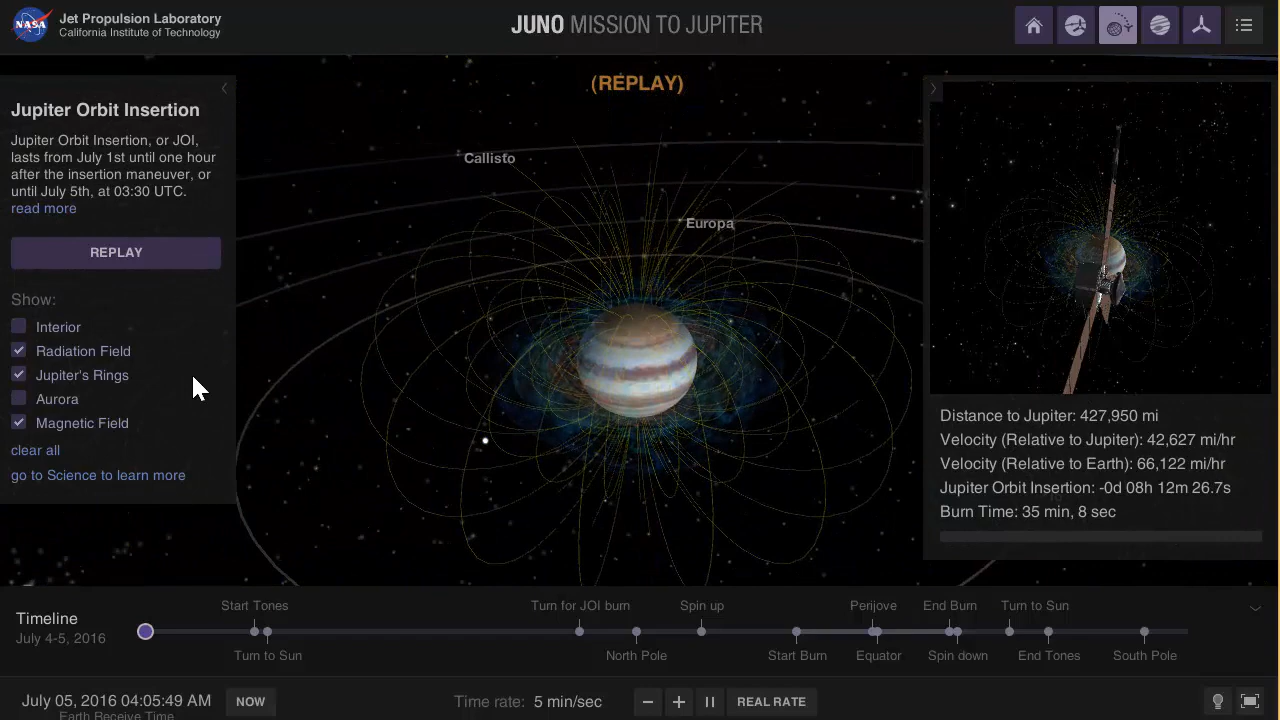 NASA
Jet Propulsion Laboratory
California Institute of Technology
JUNO MISSION TO JUPITER
(REPLAY)
Jupiter Orbit Insertion
Jupiter Orbit Insertion, or JOI,
lasts from July 1st until one hour
after the insertion maneuver, or
until July 5th, at 03:30 UTC.
read more
REPLAY
Show:
Interior
Radiation Field
Jupiter's Rings
Aurora
Magnetic Field
clear all
go to Science to learn more
Callisto
Europa
Distance to Jupiter: 427,950 mi
Velocity (Relative to Jupiter): 42,627 mi/hr
Velocity (Relative to Earth): 66,122 mi/hr
Jupiter Orbit Insertion: -0d 08h 12m 26.7s
Burn Time: 35 min, 8 sec
Timeline
July 4-5, 2016
Start Tones
Turn for JOI burn
Spin up
Perijove
End Burn
Turn to Sun
Turn to Sun
North Pole
Start Burn
Equator
Spin down
End Tones
South Pole
July 05, 2016 04:05:49 AM
Earth Receive Time
NOW
Time rate: 5 min/sec
REAL RATE